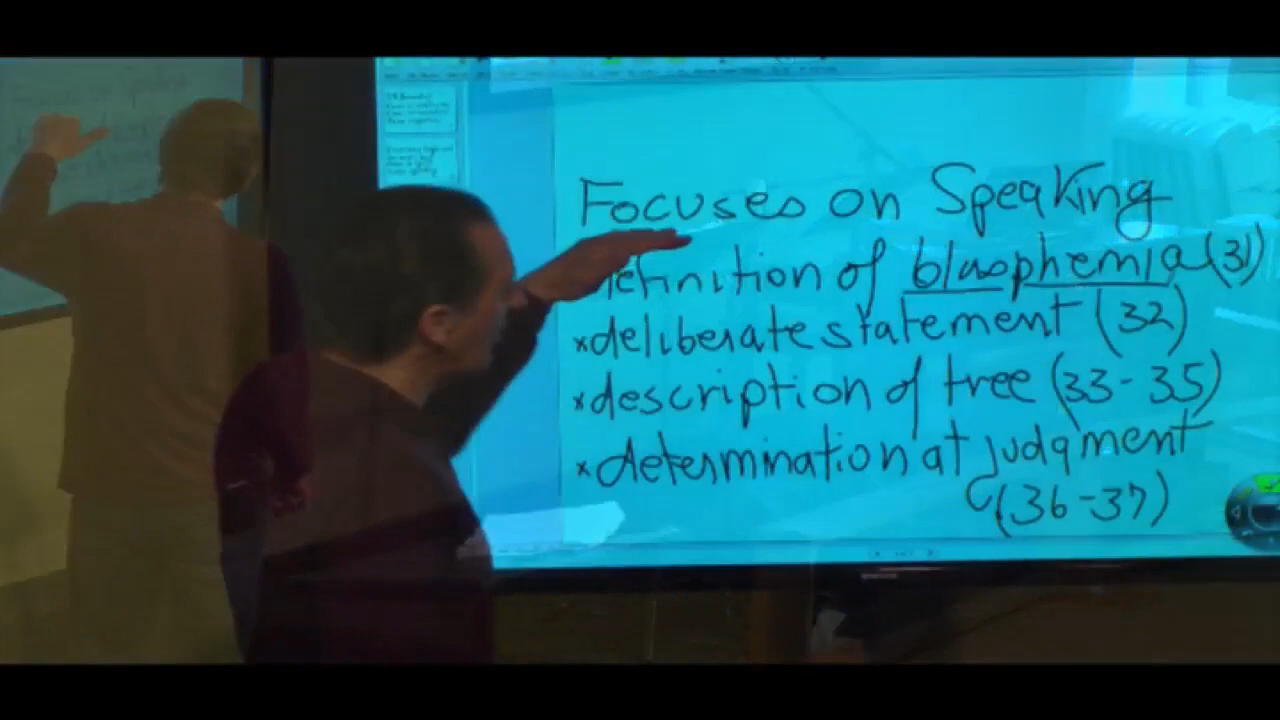 Focuses on Speaking
definition of blasphemia (31)
*deliberate statement (32)
*description of tree (33-35)
*determination at judgment
(36-37)